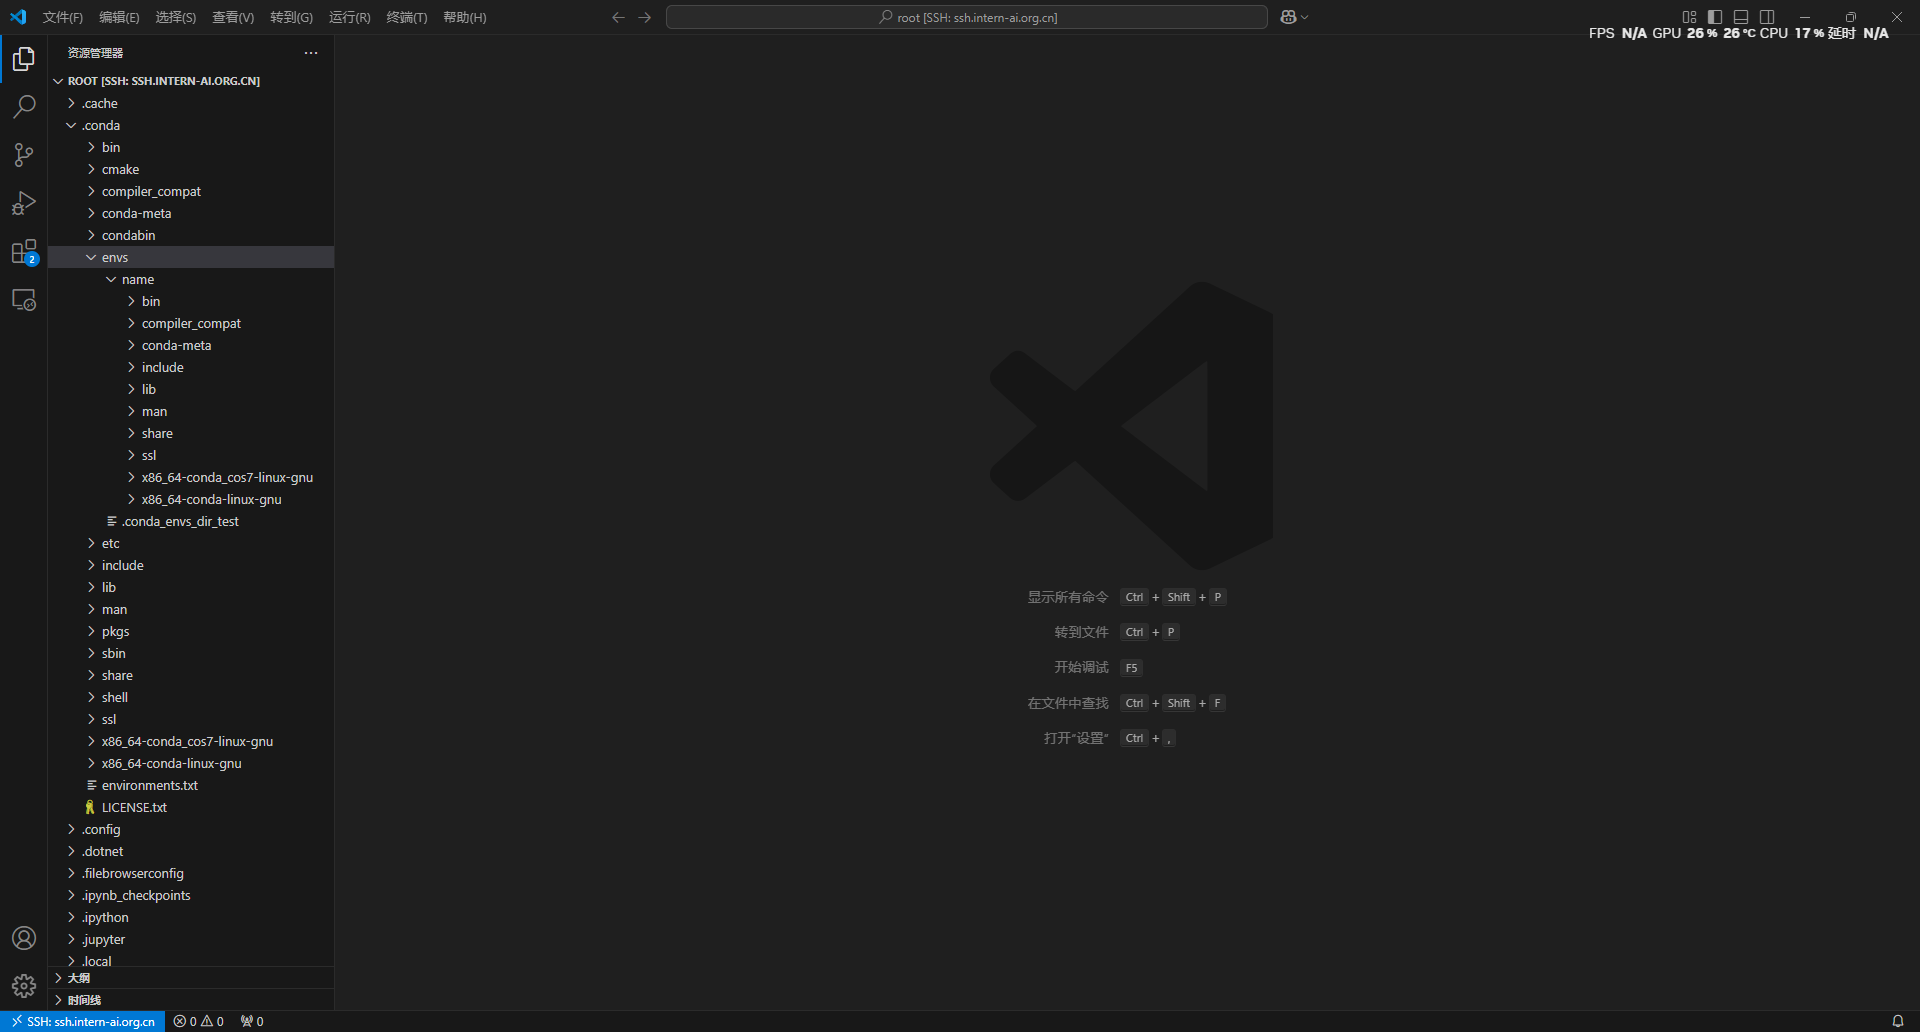 文件(F) 编辑(E) 选择(S) 查看(V) 转到(G) 运行(R) 终端(T) 帮助(H)
root [SSH: ssh.intern-ai.org.cn]
FPS N/A GPU 26 % 26 °C CPU 17 % 延时 N/A
资源管理器
ROOT [SSH: SSH.INTERN-AI.ORG.CN]
.cache
.conda
bin
cmake
compiler_compat
conda-meta
condabin
envs
name
bin
compiler_compat
conda-meta
include
lib
man
share
ssl
x86_64-conda_cos7-linux-gnu
x86_64-conda-linux-gnu
.conda_envs_dir_test
etc
include
lib
man
pkgs
sbin
share
shell
ssl
x86_64-conda_cos7-linux-gnu
x86_64-conda-linux-gnu
environments.txt
LICENSE.txt
.config
.dotnet
.filebrowserconfig
.ipynb_checkpoints
.ipython
.jupyter
.local
大纲
时间线
2
显示所有命令 Ctrl + Shift + P
转到文件 Ctrl + P
开始调试 F5
在文件中查找 Ctrl + Shift + F
打开"设置" Ctrl + ,
SSH: ssh.intern-ai.org.cn 0 0 0